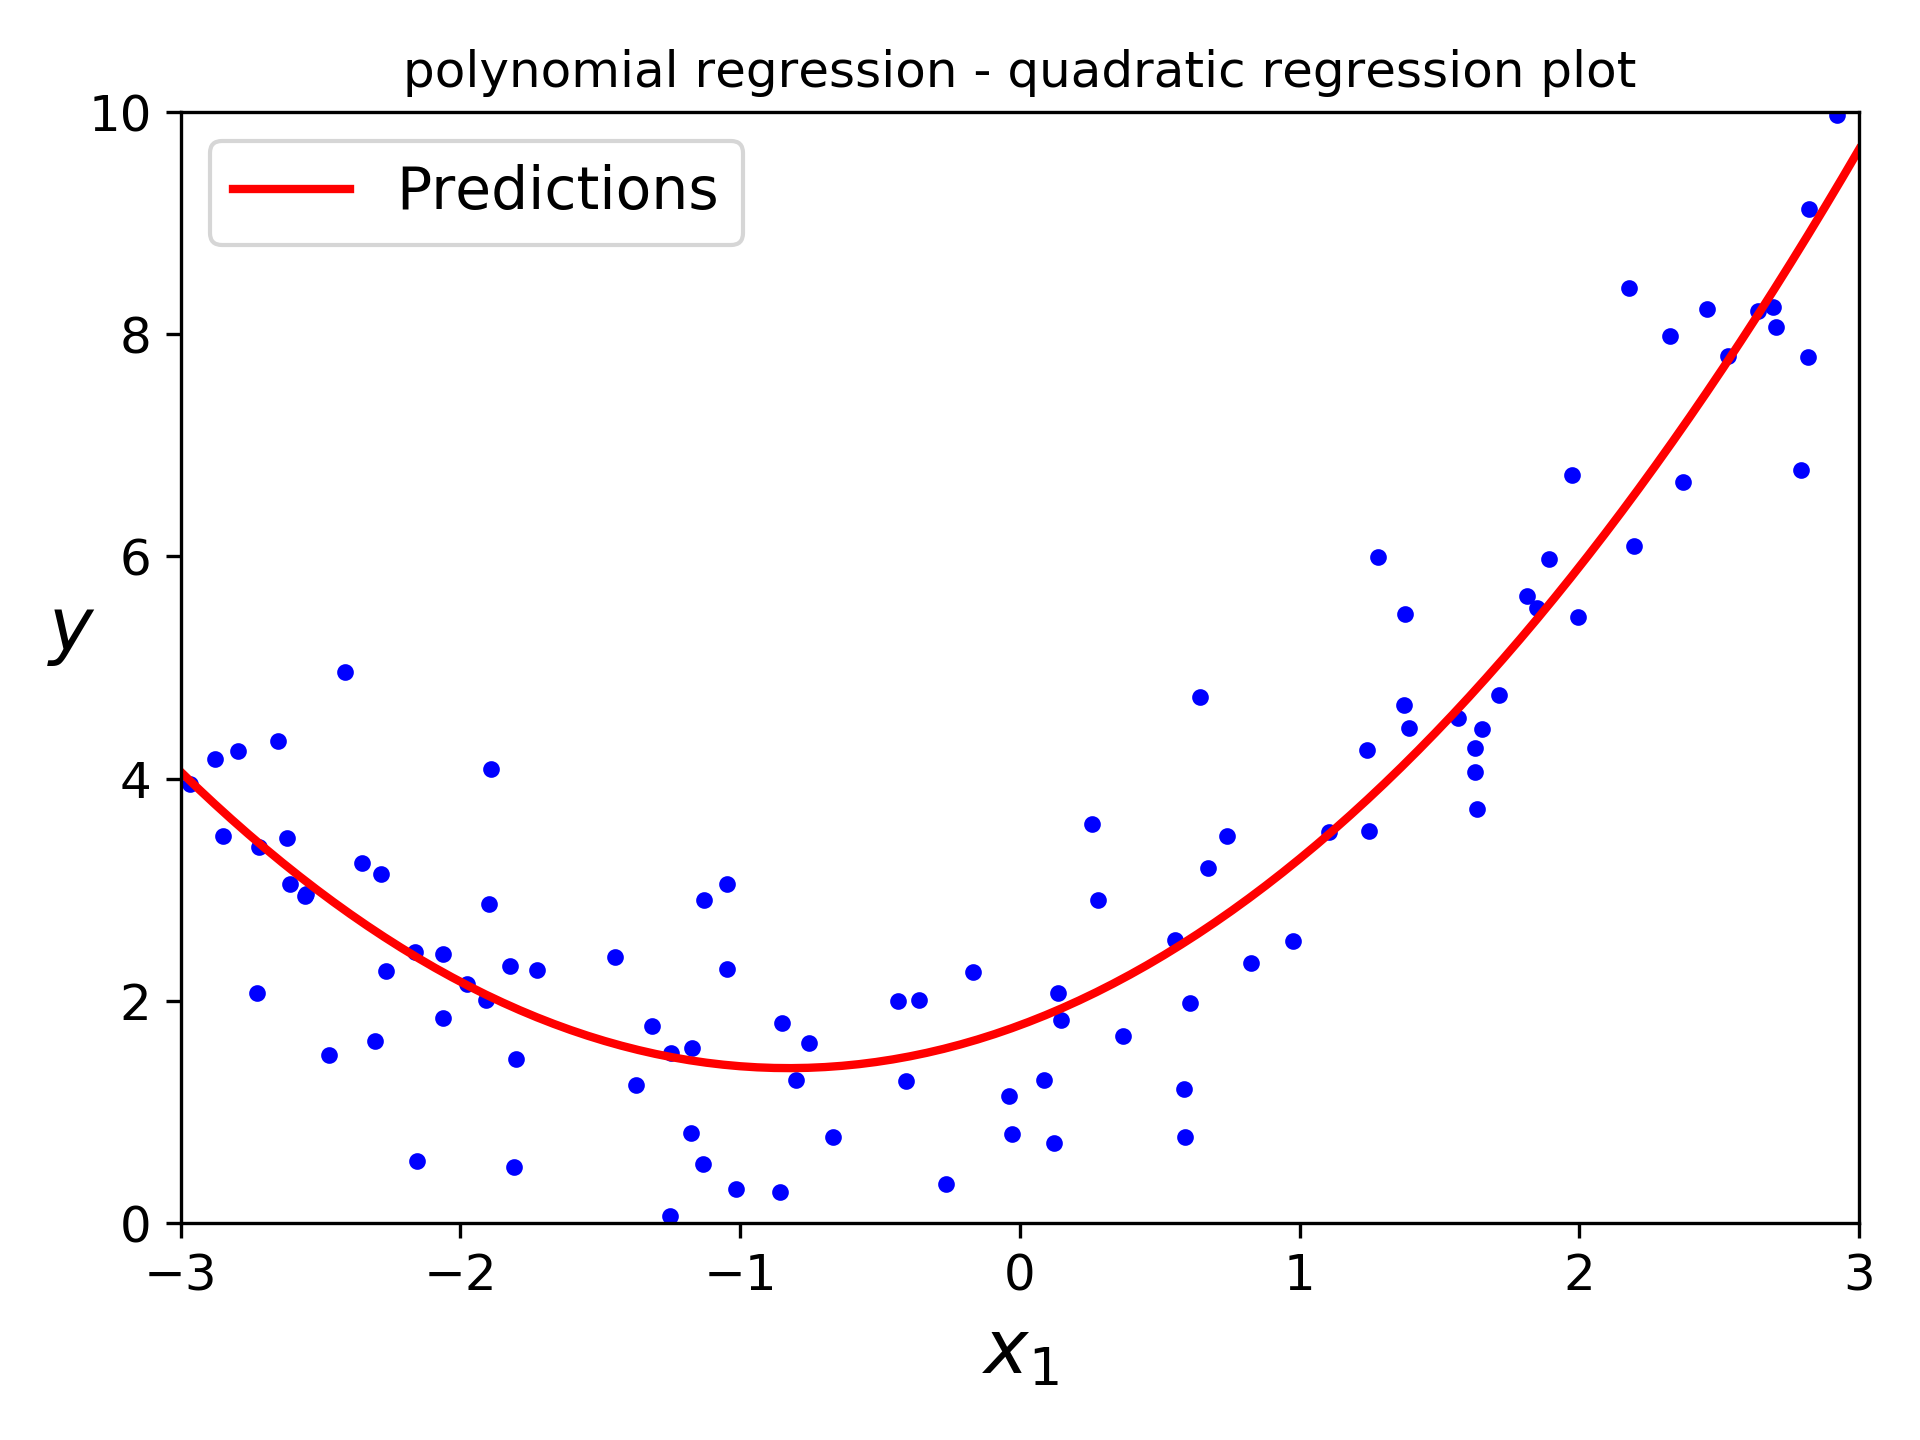 polynomial regression - quadratic regression plot
10
Predictions
8
6
y
4
2
0
−3 −2 −1 0 1 2 3
x₁